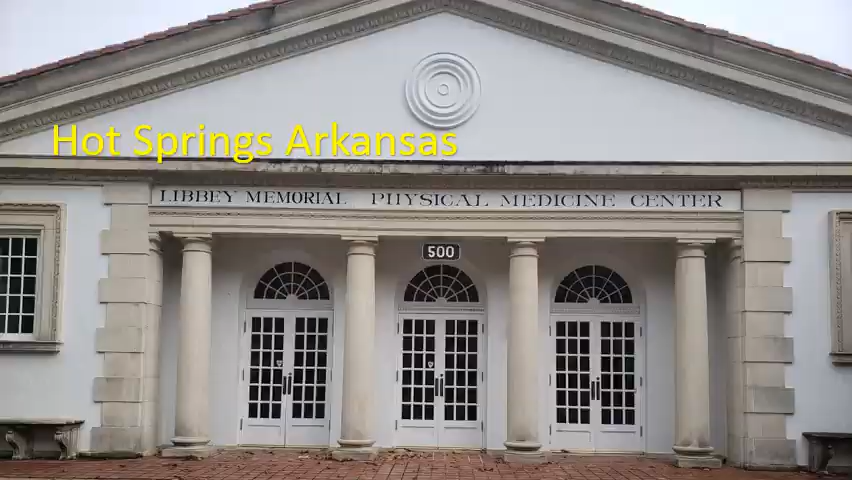 Hot Springs Arkansas
LIBBEY MEMORIAL PHYSICAL MEDICINE CENTER
500